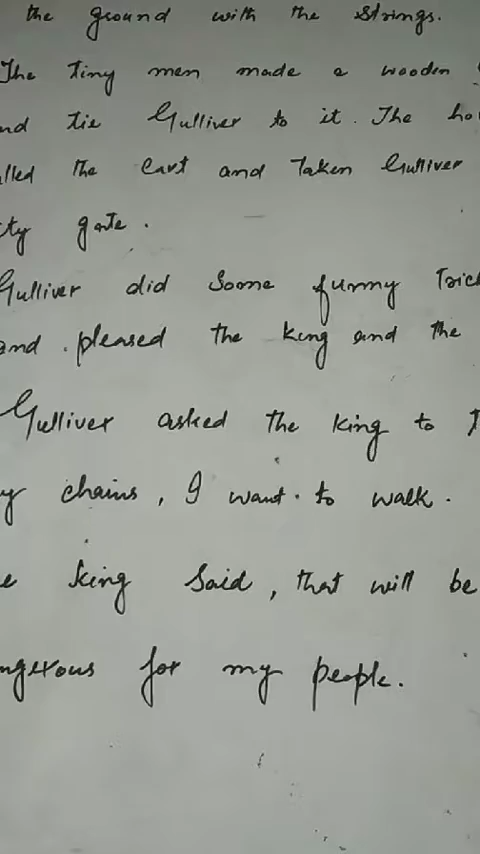 the ground with the strings.
The Tiny men made a wooden
nd tie Gulliver to it. The ho
lled the Cart and Taken Gulliver
ty gate.
Gulliver did Some funny Tric
and pleased the king and the
Gulliver asked the king to
y chains, I want to walk.
e king Said, that will be
ngerous for my people.